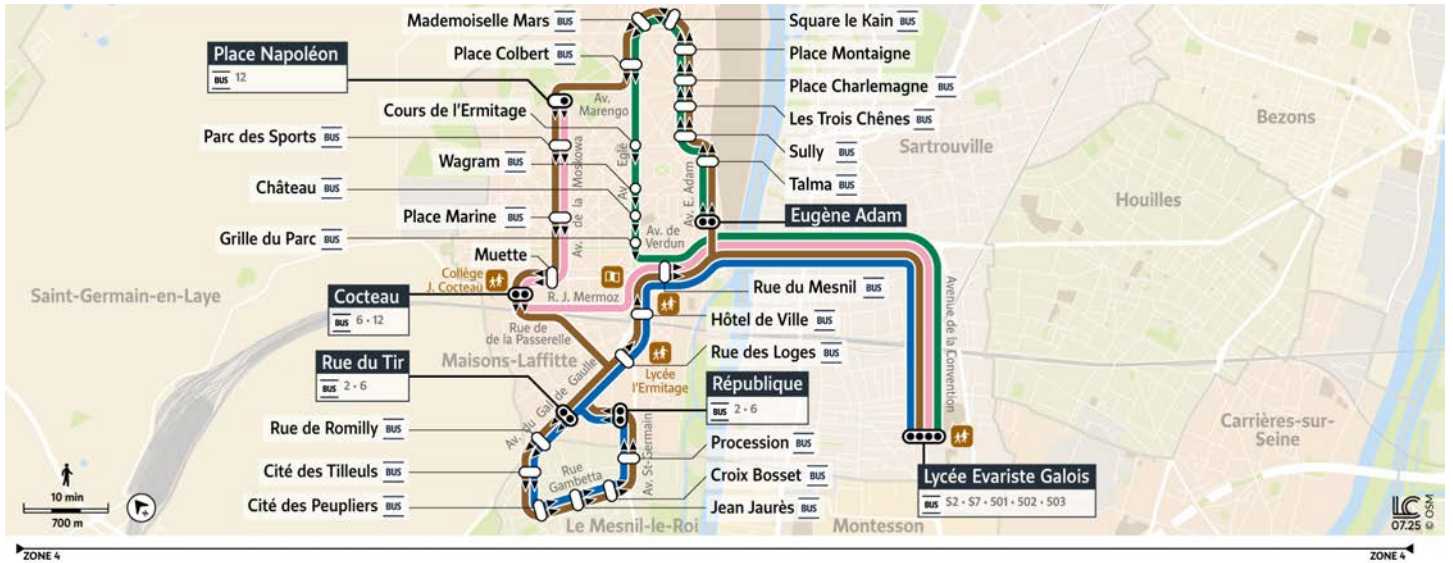 Mademoiselle Mars BUS
Square le Kain BUS
Place Napoléon
BUS 12
Place Colbert BUS
Place Montaigne
Place Charlemagne BUS
Av.
Marengo
Cours de l'Ermitage
Les Trois Chênes BUS
Bezons
Parc des Sports BUS
Sully BUS
Sartrouville
Wagram BUS
Av. Eglé
Av. de la Moskowa
Talma BUS
Château BUS
Houilles
Av. E. Adam
Place Marine BUS
Eugène Adam
Grille du Parc BUS
Av. de
Verdun
Muette
Collège
J. Cocteau
Rue du Mesnil BUS
Saint-Germain-en-Laye
Cocteau
BUS 6 • 12
R. J. Mermoz
Hôtel de Ville BUS
Avenue de la Convention
Rue de
de la Passerelle
Maisons-Laffitte
Rue des Loges BUS
Rue du Tir
BUS 2 • 6
Lycée
l'Ermitage
République
BUS 2 • 6
Av. du Gal de Gaulle
Rue de Romilly BUS
Procession BUS
Carrières-sur-
Seine
Cité des Tilleuls BUS
Rue
Gambetta
Av. St-Germain
Croix Bosset BUS
Lycée Evariste Galois
BUS S2 • S7 • 501 • 502 • 503
10 min
700 m
Cité des Peupliers BUS
Jean Jaurès BUS
Le Mesnil-le-Roi
Montesson
LC
07.25 © OSM
ZONE 4
ZONE 4